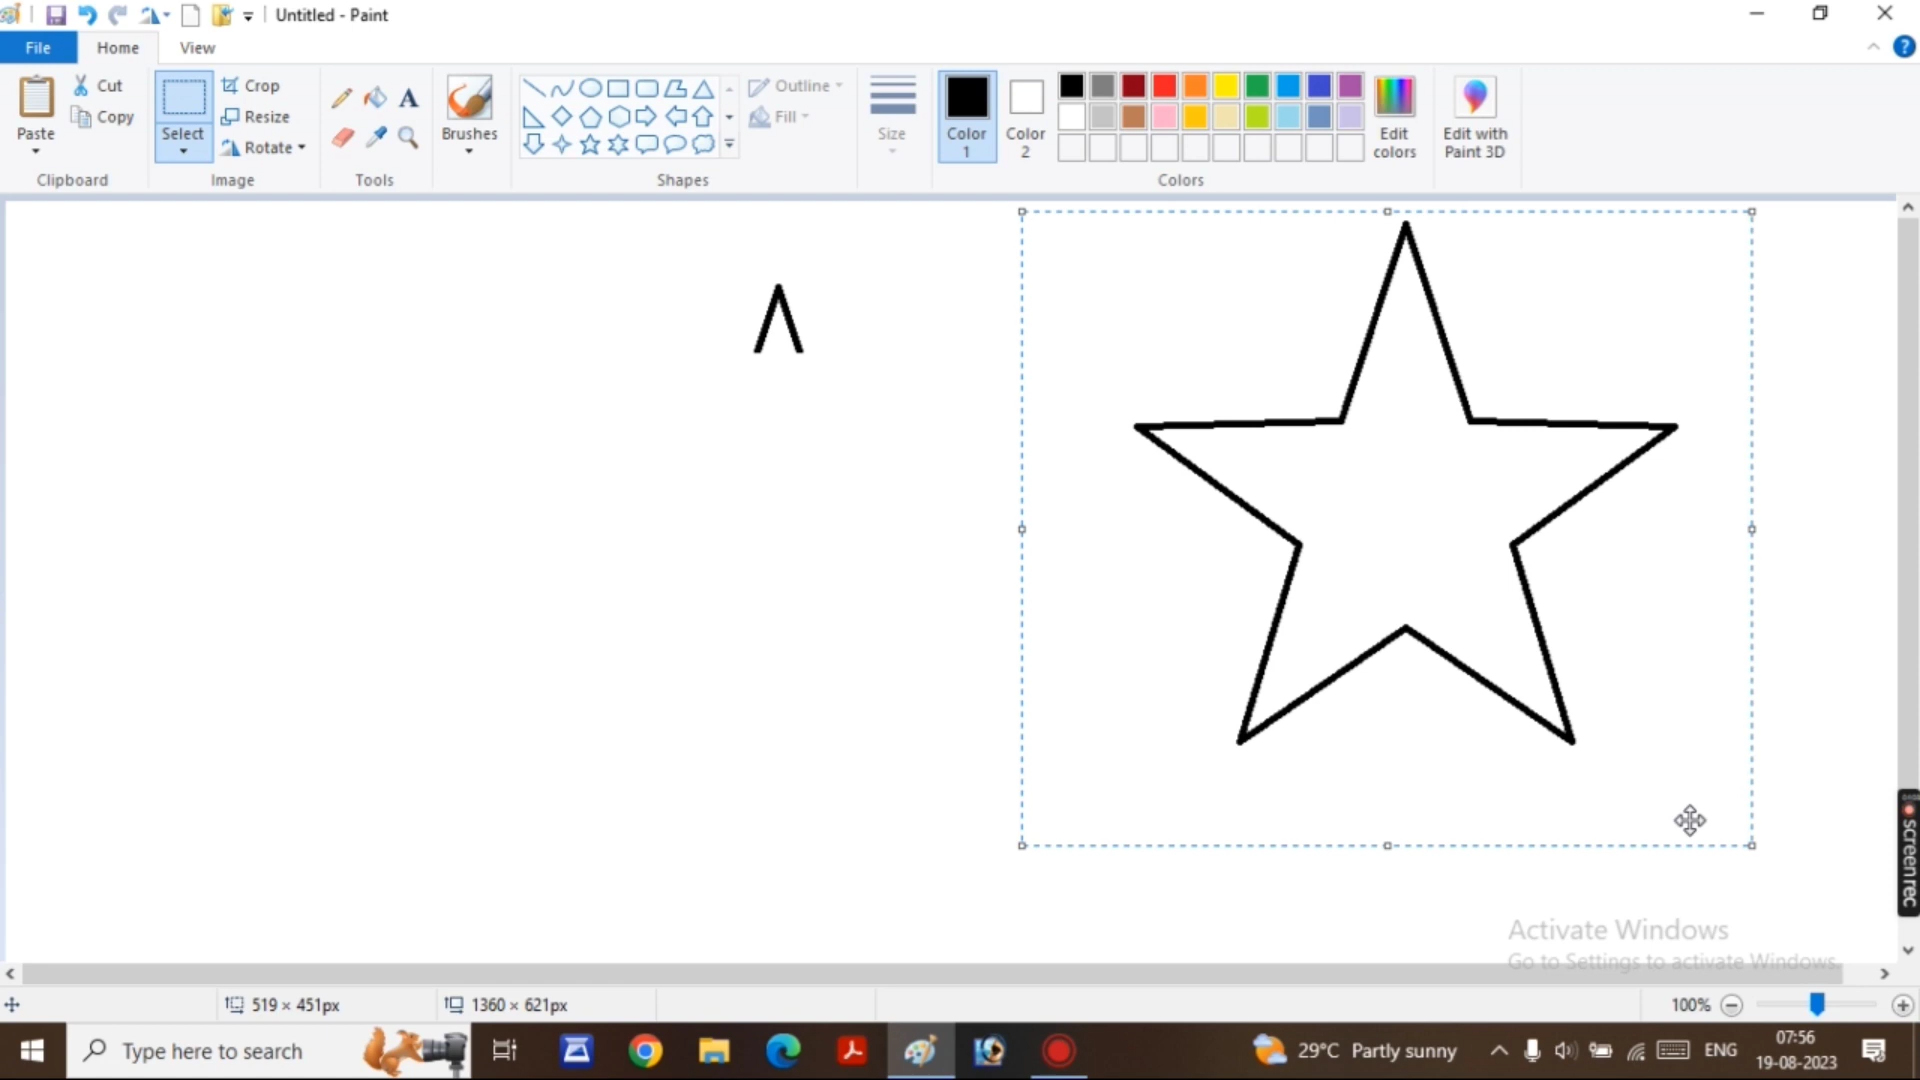 Untitled - Paint
File Home View
Paste Cut Copy
Clipboard
Select Crop Resize Rotate
Image
Tools
Brushes
Outline Fill
Shapes
Size
Color 1
Color 2
Edit colors
Colors
Edit with Paint 3D
screen rec
Activate Windows
Go to Settings to activate Windows.
519 × 451px
1360 × 621px
100%
Type here to search
29°C Partly sunny
ENG
07:56
19-08-2023